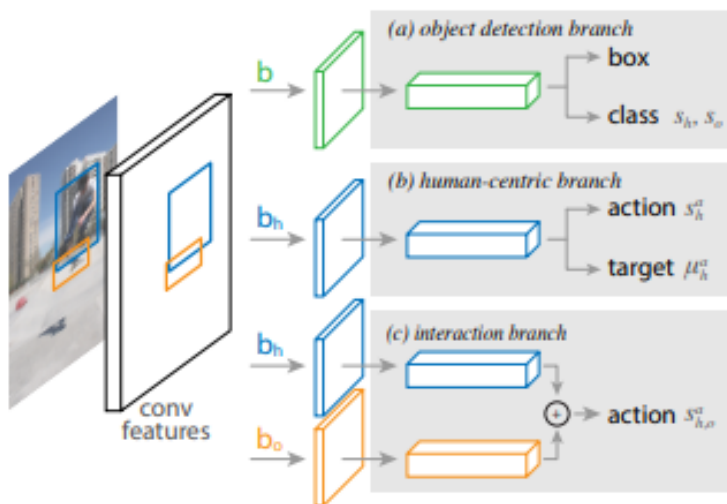 (a) object detection branch
b
box
class s_h, s_o
(b) human-centric branch
b_h
action s_h^a
target μ_h^a
(c) interaction branch
b_h
+
action s_{h,o}^a
b_o
conv
features